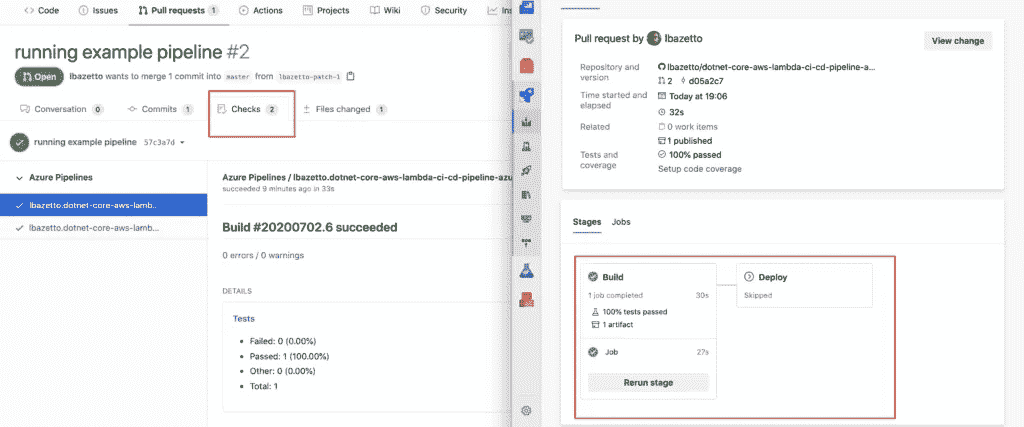 Code
Issues
Pull requests 1
Actions
Projects
Wiki
Security
running example pipeline #2
Open
lbazetto wants to merge 1 commit into master from lbazetto-patch-1
Conversation 0
Commits 1
Checks 2
Files changed 1
running example pipeline 57c3a7d
Azure Pipelines
lbazetto.dotnet-core-aws-lamb..
lbazetto.dotnet-core-aws-lamb...
Azure Pipelines / lbazetto.dotnet-core-aws-lambda-ci-cd-pipeline-azu
succeeded 9 minutes ago in 33s
Build #20200702.6 succeeded
0 errors / 0 warnings
DETAILS
Tests
Failed: 0 (0.00%)
Passed: 1 (100.00%)
Other: 0 (0.00%)
Total: 1
Pull request by lbazetto
View change
Repository and version
lbazetto/dotnet-core-aws-lambda-ci-cd-pipeline-a...
2 d05a2c7
Time started and elapsed
Today at 19:06
32s
Related
0 work items
1 published
Tests and coverage
100% passed
Setup code coverage
Stages
Jobs
Build
1 job completed 30s
100% tests passed
1 artifact
Job 27s
Rerun stage
Deploy
Skipped